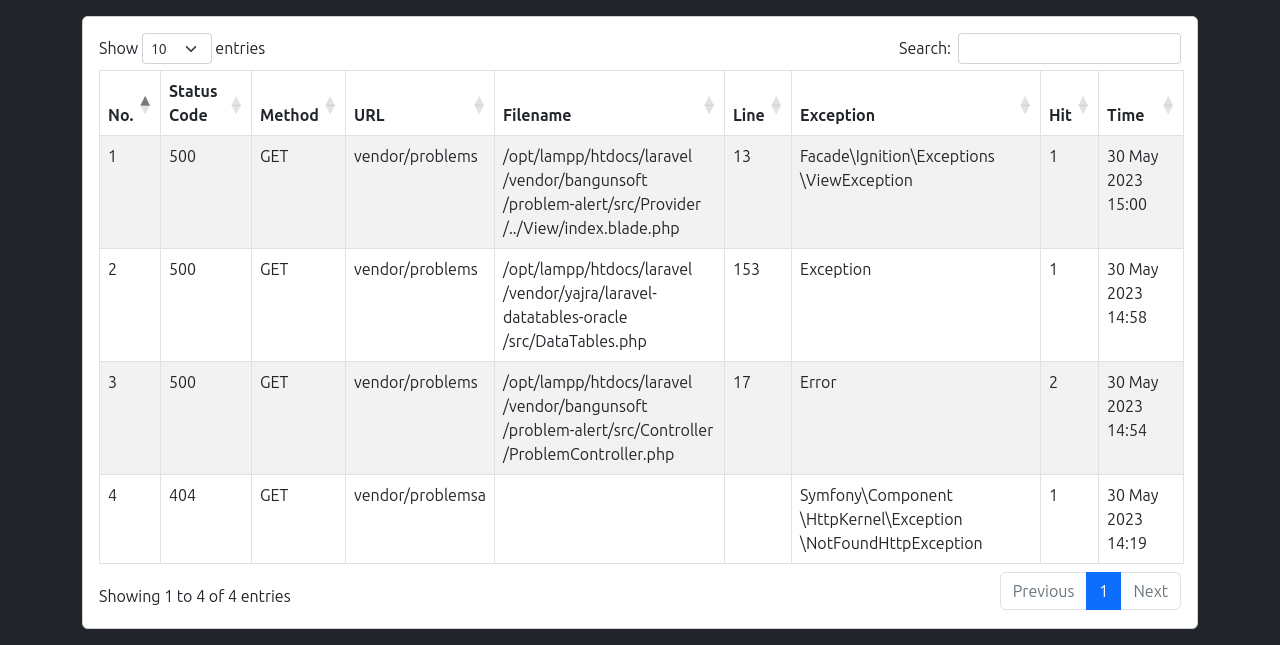 Show 10 entries Search:
No. Status Code Method URL Filename Line Exception Hit Time
1 500 GET vendor/problems /opt/lampp/htdocs/laravel 13 Facade\Ignition\Exceptions 1 30 May
/vendor/bangunsoft \ViewException 2023
/problem-alert/src/Provider 15:00
/../View/index.blade.php
2 500 GET vendor/problems /opt/lampp/htdocs/laravel 153 Exception 1 30 May
/vendor/yajra/laravel- 2023
datatables-oracle 14:58
/src/DataTables.php
3 500 GET vendor/problems /opt/lampp/htdocs/laravel 17 Error 2 30 May
/vendor/bangunsoft 2023
/problem-alert/src/Controller 14:54
/ProblemController.php
4 404 GET vendor/problemsa Symfony\Component 1 30 May
\HttpKernel\Exception 2023
\NotFoundHttpException 14:19
Showing 1 to 4 of 4 entries Previous 1 Next